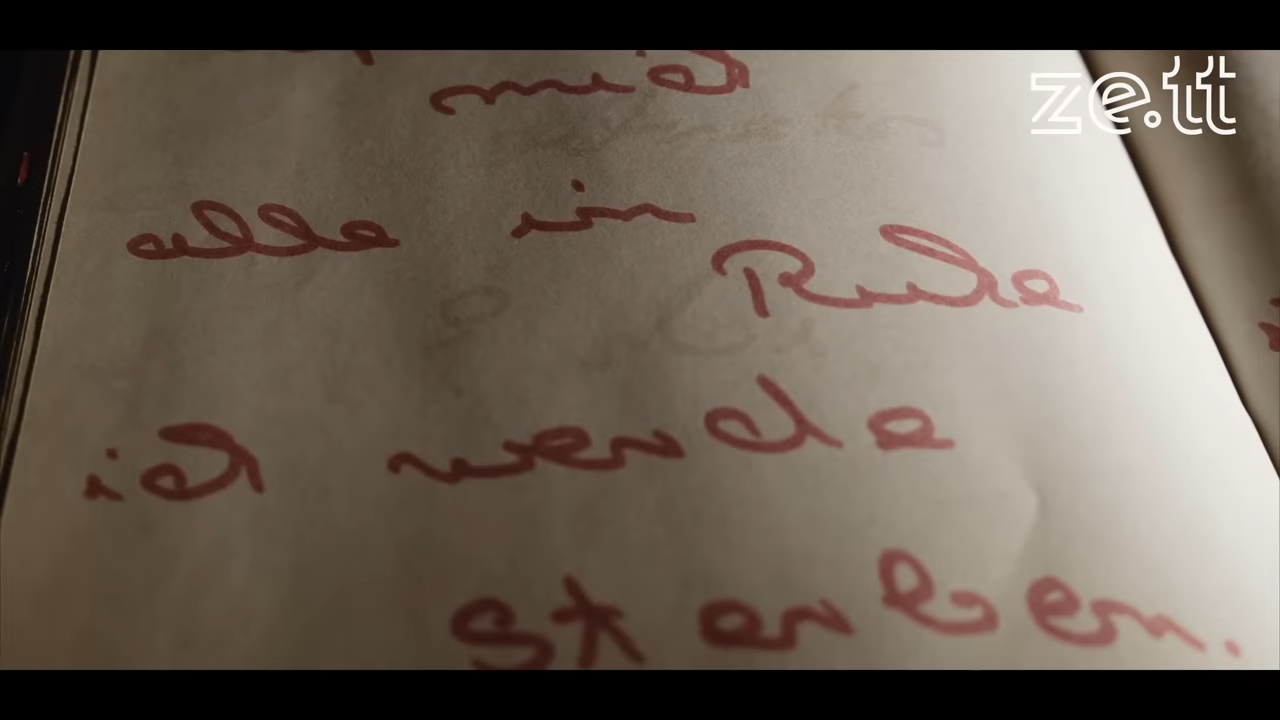 ze.tt
mich
alle in
Ruhe
ich werde
sterben.